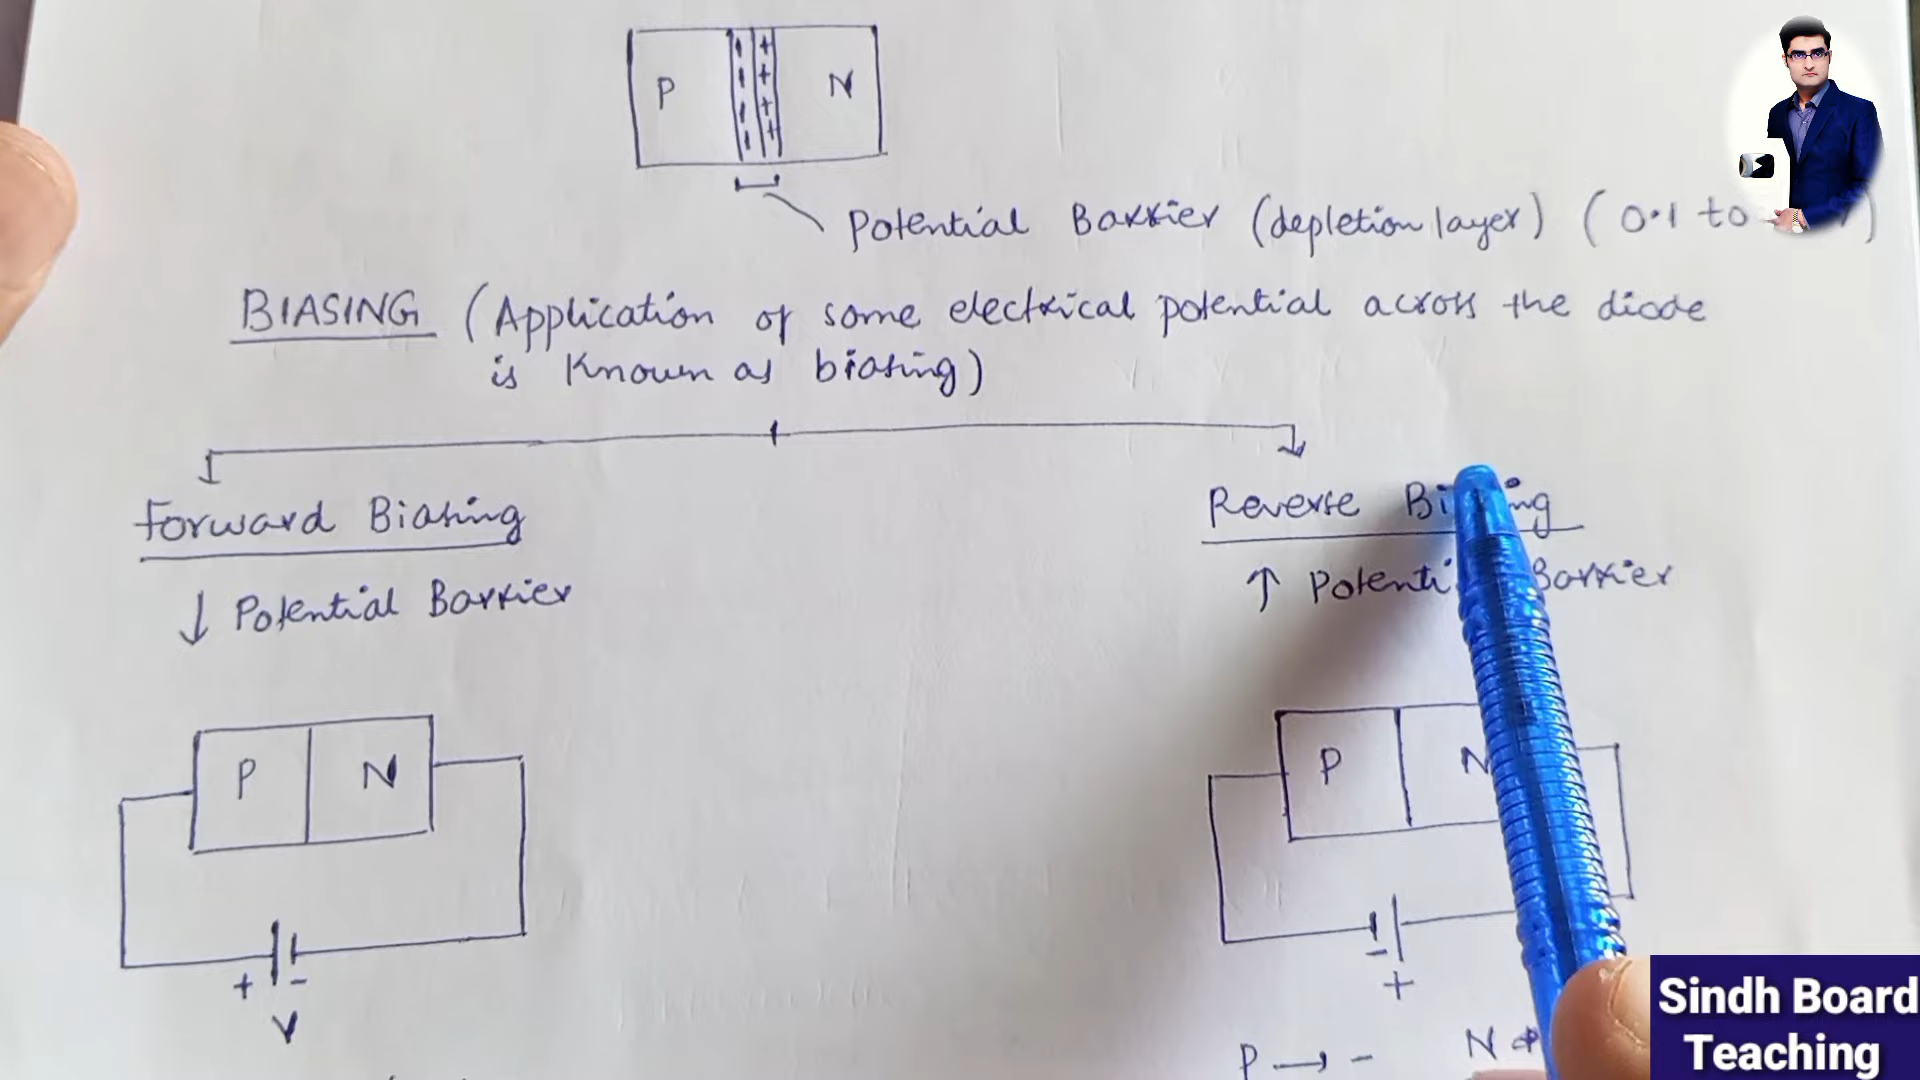 P N
Potential Barrier (depletion layer) (0.1 to
BIASING (Application of some electrical potential across the diode
is known as biasing)
Forward Biasing
↓ Potential Barrier
P N
+ -
V
Reverse
↑ Barrier
P N
-
+
P → - N
Sindh Board
Teaching